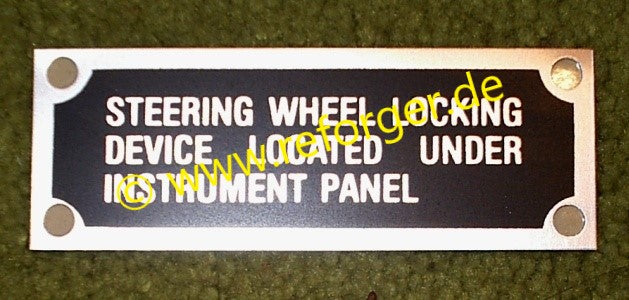 STEERING WHEEL LOCKING
DEVICE LOCATED UNDER
INSTRUMENT PANEL
© www.reforger.de